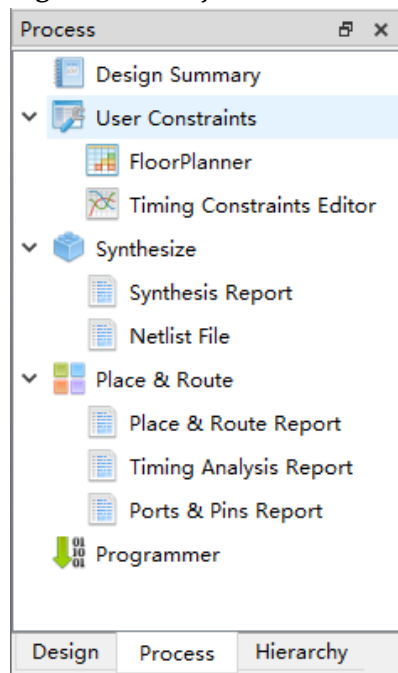 Process
Design Summary
User Constraints
FloorPlanner
Timing Constraints Editor
Synthesize
Synthesis Report
Netlist File
Place & Route
Place & Route Report
Timing Analysis Report
Ports & Pins Report
Programmer
Design Process Hierarchy